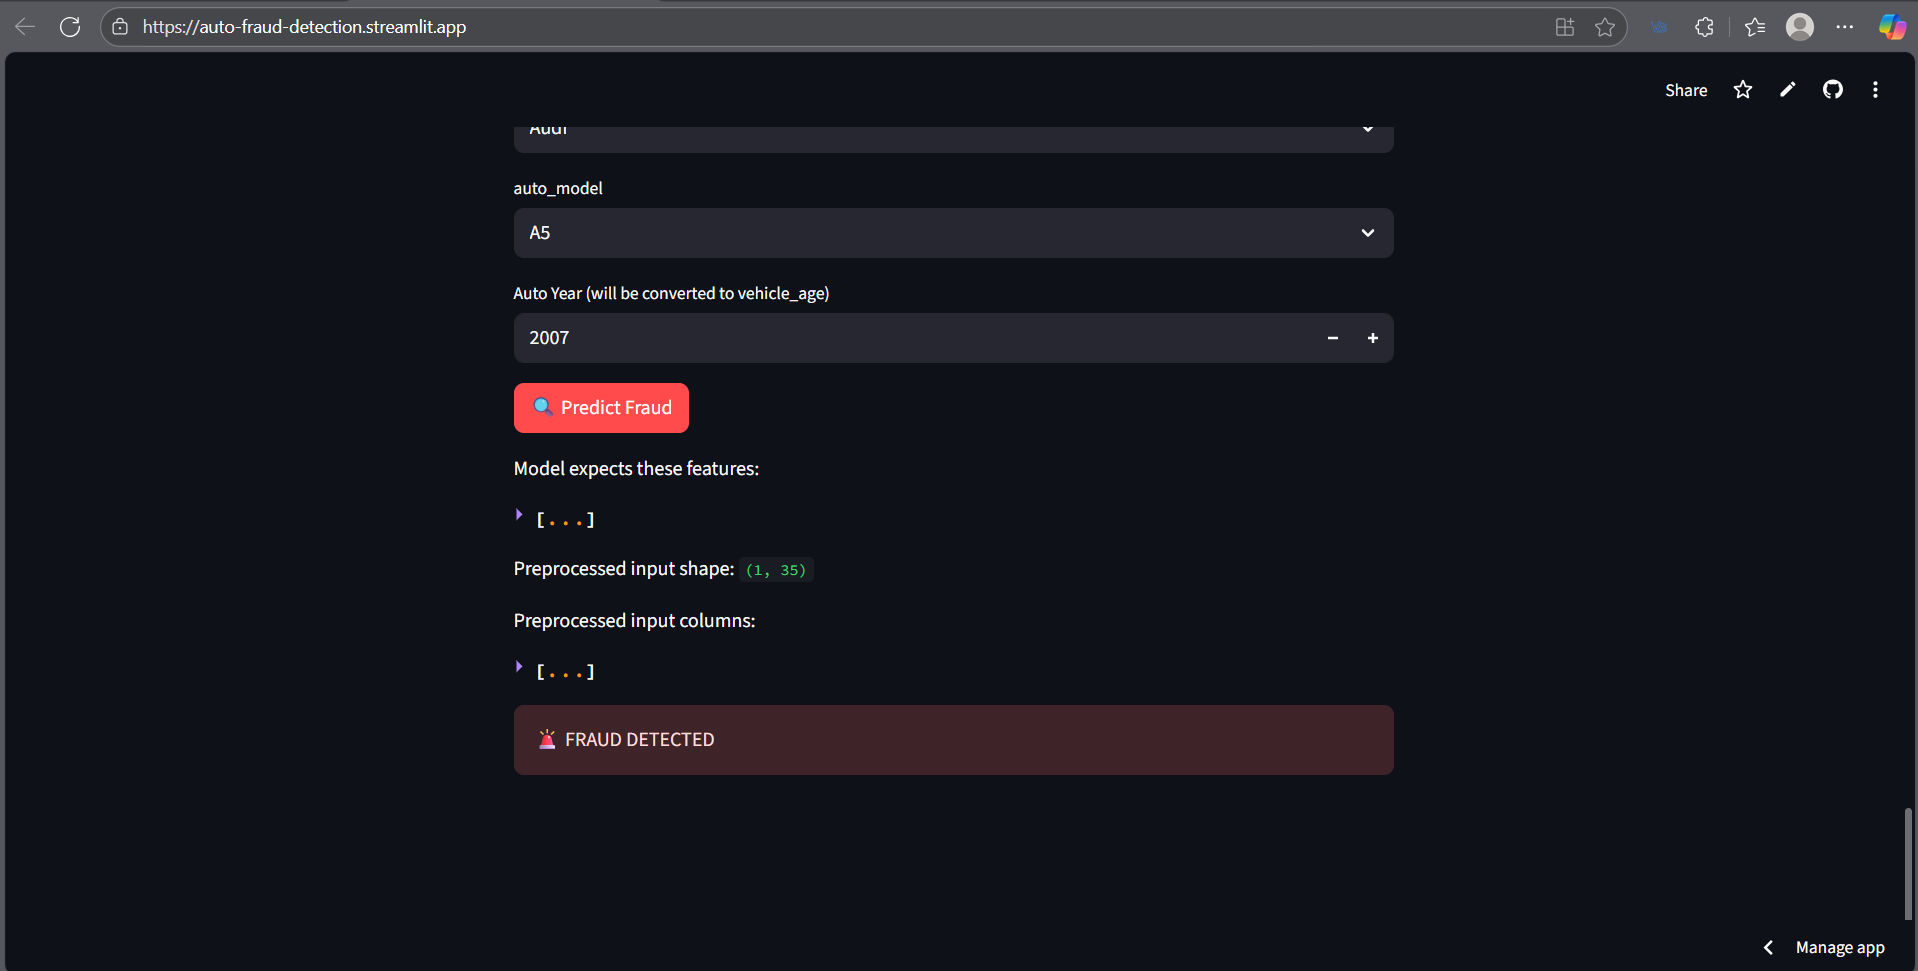 https://auto-fraud-detection.streamlit.app
Share
Audi
auto_model
A5
Auto Year (will be converted to vehicle_age)
2007
Predict Fraud
Model expects these features:
[...]
Preprocessed input shape: (1, 35)
Preprocessed input columns:
[...]
FRAUD DETECTED
Manage app